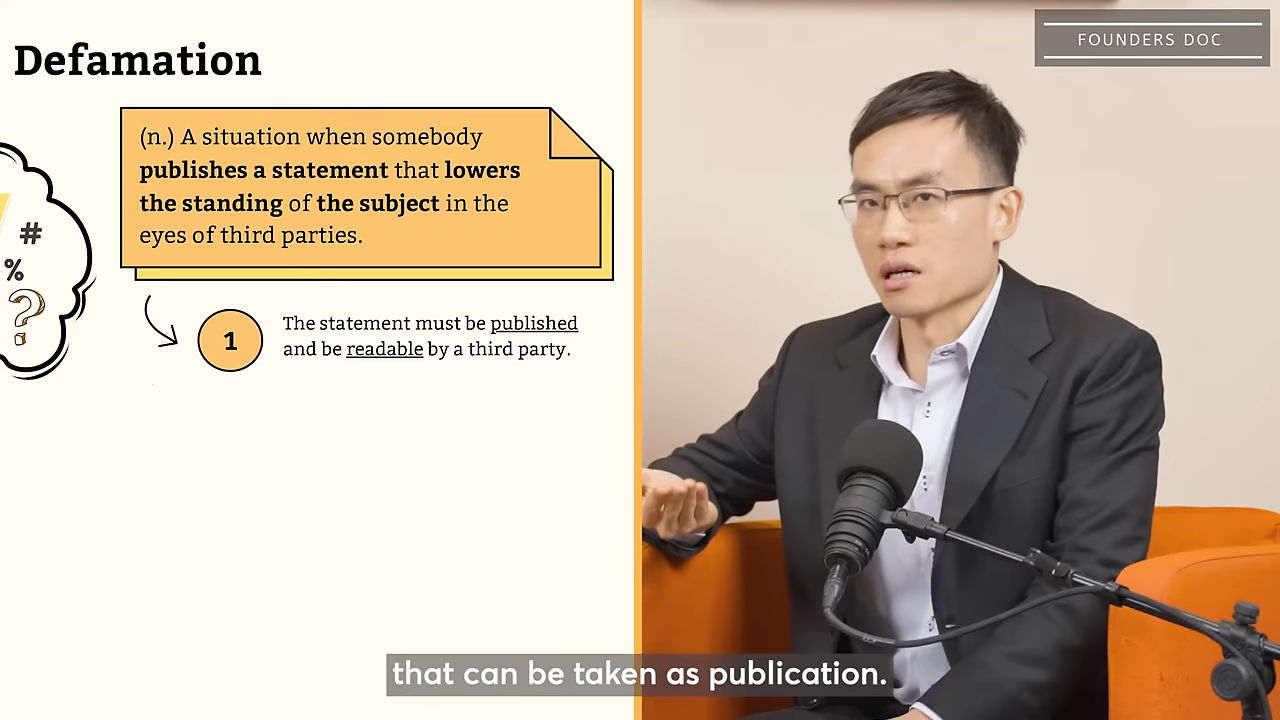 Defamation
(n.) A situation when somebody
publishes a statement that lowers
the standing of the subject in the
eyes of third parties.
#
%
?
1
The statement must be published
and be readable by a third party.
FOUNDERS DOC
that can be taken as publication.